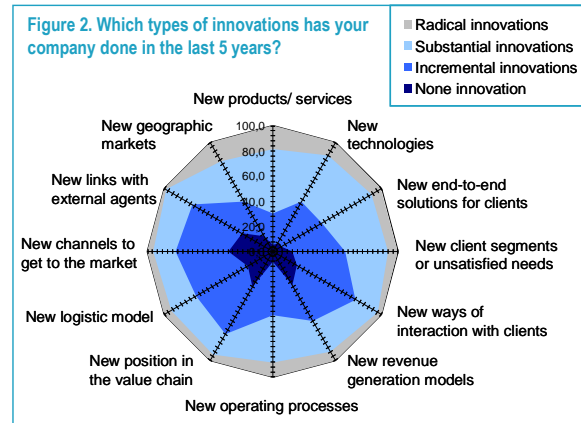 Figure 2. Which types of innovations has your
company done in the last 5 years?
Radical innovations
Substantial innovations
Incremental innovations
None innovation
New products/ services
New geographic
markets
New
technologies
New links with
external agents
New end-to-end
solutions for clients
New channels to
get to the market
New client segments
or unsatisfied needs
New logistic model
New ways of
interaction with clients
New position in
the value chain
New revenue
generation models
New operating processes
100,0
80,0
60,0
40,0
20,0